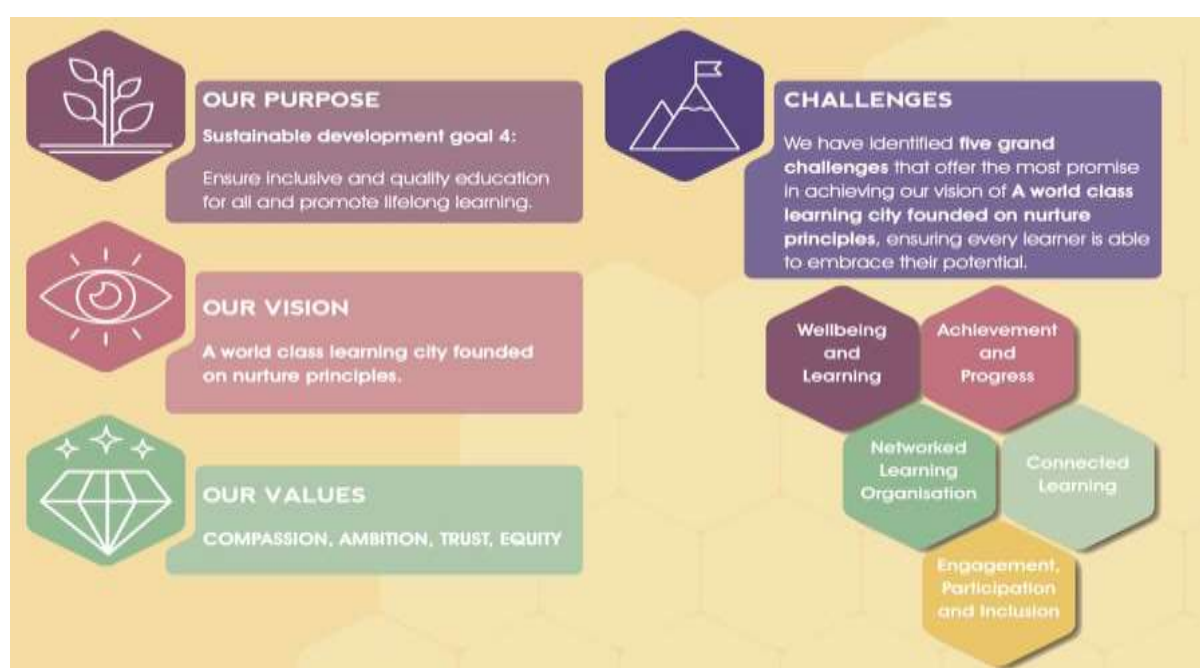 OUR PURPOSE
Sustainable development goal 4:
Ensure inclusive and quality education
for all and promote lifelong learning.
OUR VISION
A world class learning city founded
on nurture principles.
OUR VALUES
COMPASSION, AMBITION, TRUST, EQUITY
CHALLENGES
We have identified five grand
challenges that offer the most promise
in achieving our vision of A world class
learning city founded on nurture
principles, ensuring every learner is able
to embrace their potential.
Wellbeing
and
Learning
Achievement
and
Progress
Networked
Learning
Organisation
Connected
Learning
Engagement,
Participation
and Inclusion